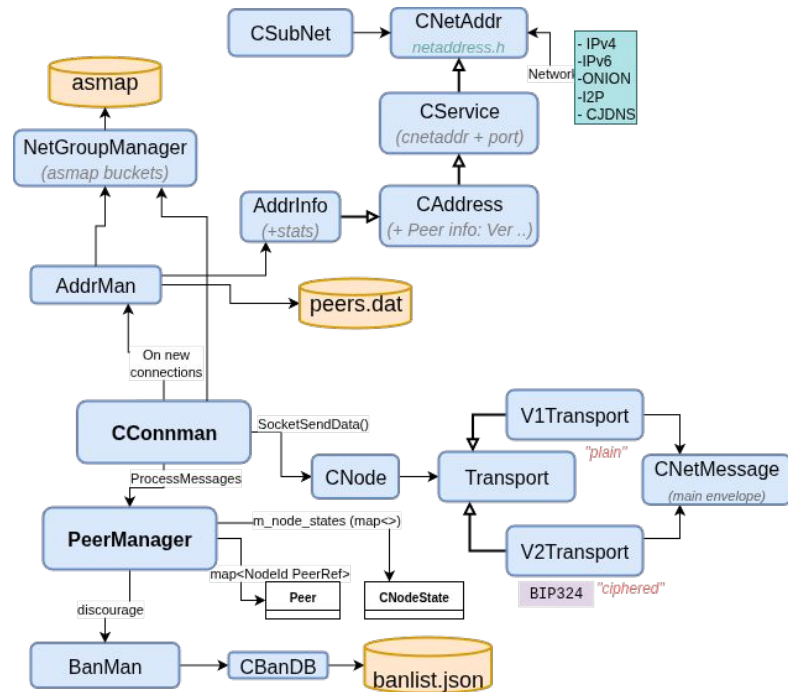 CSubNet
CNetAddr
netaddress.h
Network
- IPv4
-IPv6
-ONION
-I2P
- CJDNS
asmap
CService
(cnetaddr + port)
NetGroupManager
(asmap buckets)
AddrInfo
(+stats)
CAddress
(+ Peer info: Ver ..)
AddrMan
peers.dat
On new
connections
CConnman
SocketSendData()
V1Transport
"plain"
CNode
Transport
CNetMessage
(main envelope)
ProcessMessages
PeerManager
m_node_states (map<>)
V2Transport
map<NodeId PeerRef>
Peer
CNodeState
BIP324
"ciphered"
discourage
BanMan
CBanDB
banlist.json